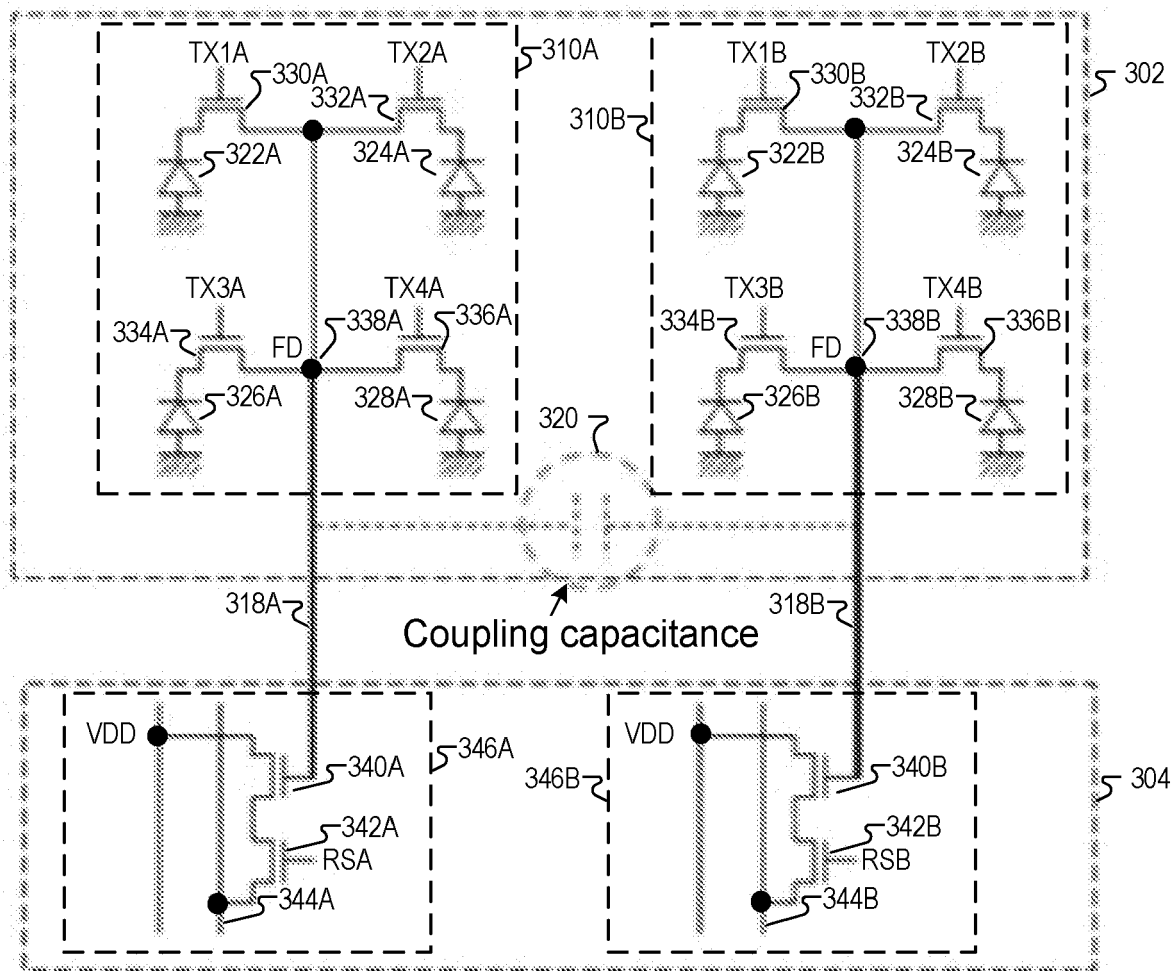 TX1A TX2A 310A TX1B TX2B
330A 330B 302
332A 310B 332B
322A 324A 322B 324B
TX3A TX4A TX3B TX4B
334A 338A 336A 334B 338B 336B
FD FD
326A 328A 320 326B 328B
318A 318B
Coupling capacitance
VDD VDD
346A
340A 346B 340B 304
342A 342B
RSA RSB
344A 344B